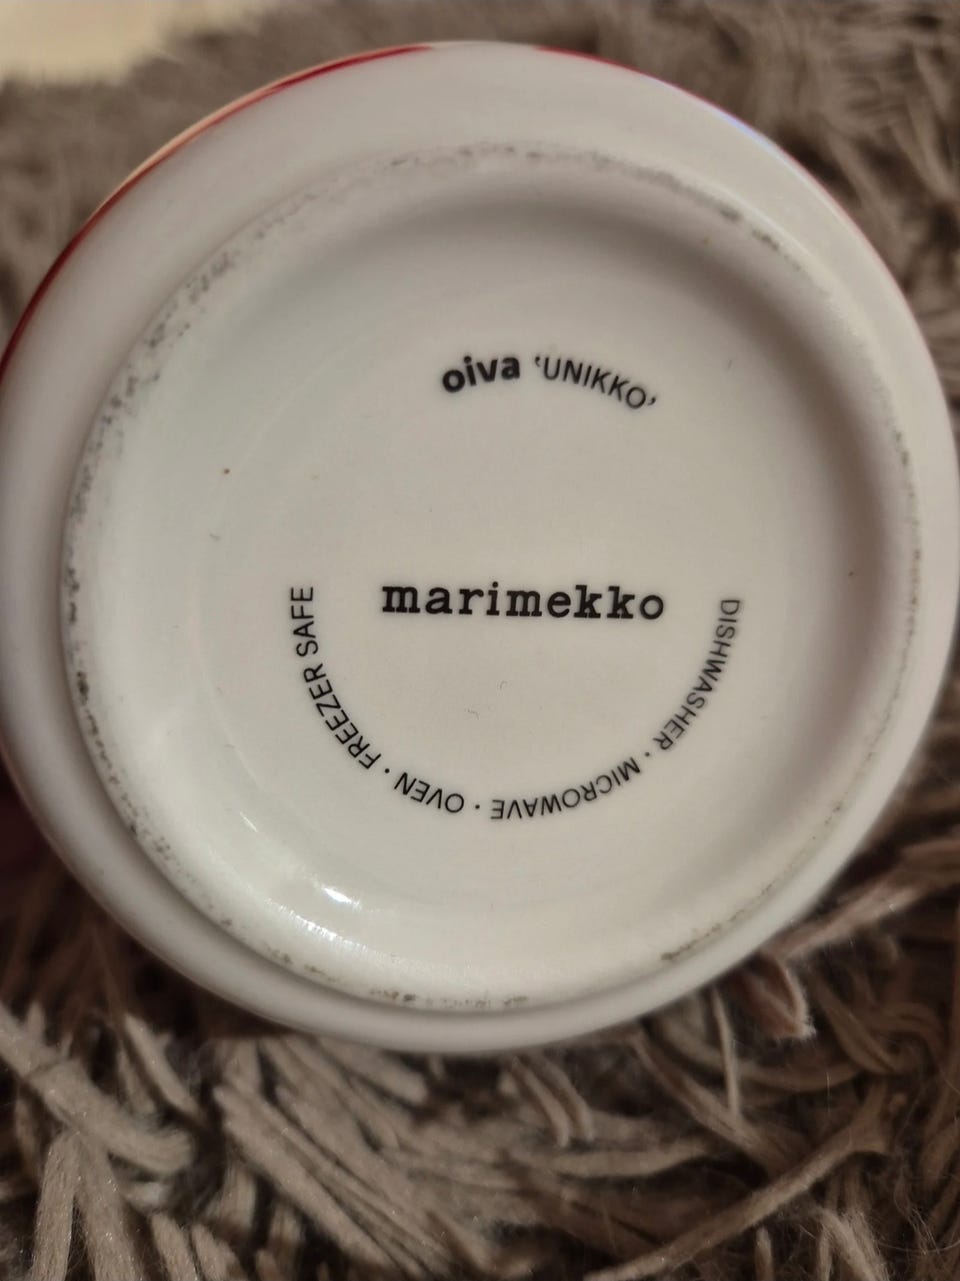 oiva ‘UNIKKO’
marimekko
DISHWASHER · MICROWAVE · OVEN · FREEZER SAFE